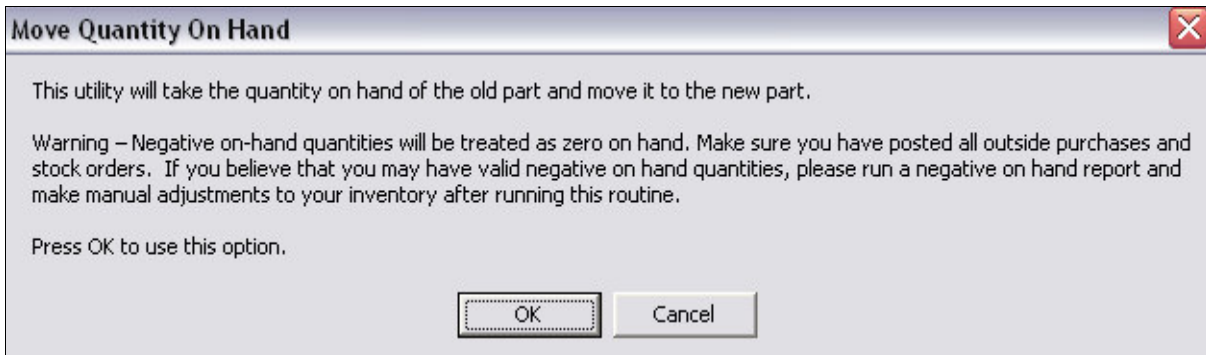 Move Quantity On Hand
This utility will take the quantity on hand of the old part and move it to the new part.
Warning – Negative on-hand quantities will be treated as zero on hand. Make sure you have posted all outside purchases and
stock orders.  If you believe that you may have valid negative on hand quantities, please run a negative on hand report and
make manual adjustments to your inventory after running this routine.
Press OK to use this option.
OK
Cancel